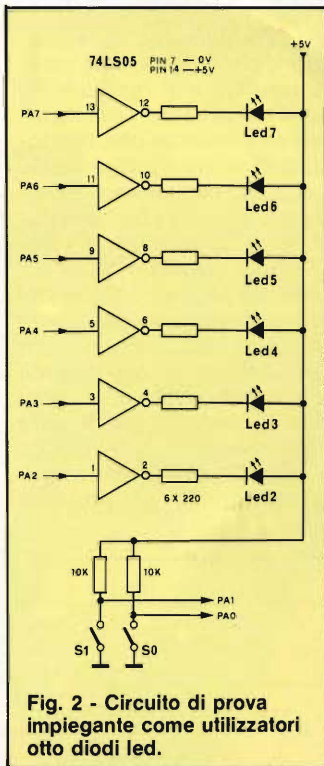 +5V
74LS05 PIN 7 — 0V
PIN 14 — +5V
PA7 13 12 Led7
PA6 11 10 Led6
PA5 9 8 Led5
PA4 5 6 Led4
PA3 3 4 Led3
PA2 1 2 Led2
6 X 220
10K 10K
PA1
PA0
S1 S0
Fig. 2 - Circuito di prova
impiegante come utilizzatori
otto diodi led.